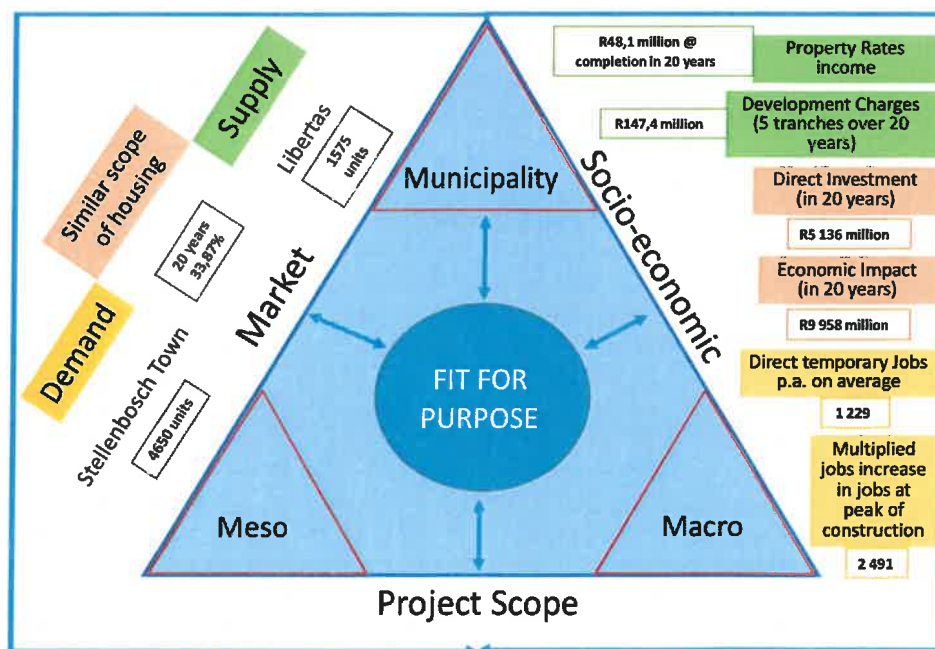 R48,1 million @
completion in 20 years
Property Rates
income
Development Charges
(5 tranches over 20
years)
R147,4 million
Direct Investment
(in 20 years)
R5 136 million
Economic Impact
(in 20 years)
R9 958 million
Direct temporary Jobs
p.a. on average
1 229
Multiplied
jobs increase
in jobs at
peak of
construction
2 491
Supply
Libertas
1575
units
Similar scope
of housing
20 years
33,87%
Demand
Stellenbosch Town
4650 units
Market
Socio-economic
Municipality
FIT FOR
PURPOSE
Meso
Macro
Project Scope